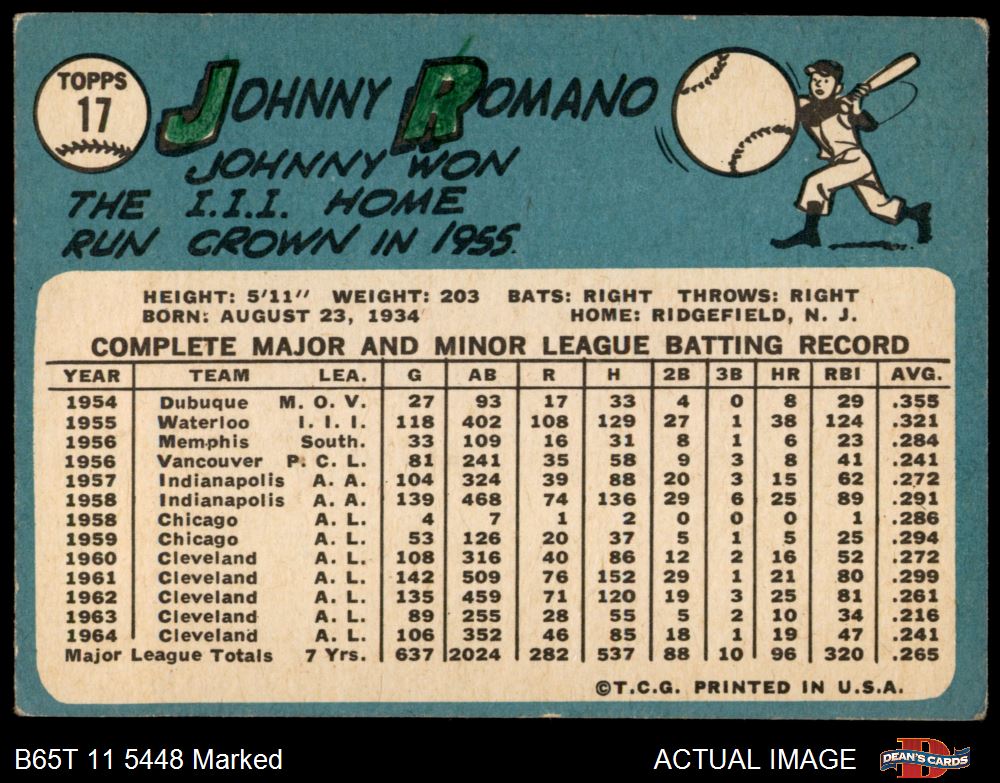 TOPPS
17
JOHNNY ROMANO
JOHNNY WON
THE I.I.I. HOME
RUN CROWN IN 1955.
HEIGHT: 5'11" WEIGHT: 203 BATS: RIGHT THROWS: RIGHT
BORN: AUGUST 23, 1934 HOME: RIDGEFIELD, N. J.
COMPLETE MAJOR AND MINOR LEAGUE BATTING RECORD
YEAR TEAM LEA. G AB R H 2B 3B HR RBI AVG.
1954 Dubuque M. O. V. 27 93 17 33 4 0 8 29 .355
1955 Waterloo I. I. I. 118 402 108 129 27 1 38 124 .321
1956 Memphis South. 33 109 16 31 8 1 6 23 .284
1956 Vancouver P. C. L. 81 241 35 58 9 3 8 41 .241
1957 Indianapolis A. A. 104 324 39 88 20 3 15 62 .272
1958 Indianapolis A. A. 139 468 74 136 29 6 25 89 .291
1958 Chicago A. L. 4 7 1 2 0 0 0 1 .286
1959 Chicago A. L. 53 126 20 37 5 1 5 25 .294
1960 Cleveland A. L. 108 316 40 86 12 2 16 52 .272
1961 Cleveland A. L. 142 509 76 152 29 1 21 80 .299
1962 Cleveland A. L. 135 459 71 120 19 3 25 81 .261
1963 Cleveland A. L. 89 255 28 55 5 2 10 34 .216
1964 Cleveland A. L. 106 352 46 85 18 1 19 47 .241
Major League Totals 7 Yrs. 637 2024 282 537 88 10 96 320 .265
©T.C.G. PRINTED IN U.S.A.
B65T 11 5448 Marked ACTUAL IMAGE
DEAN'S CARDS